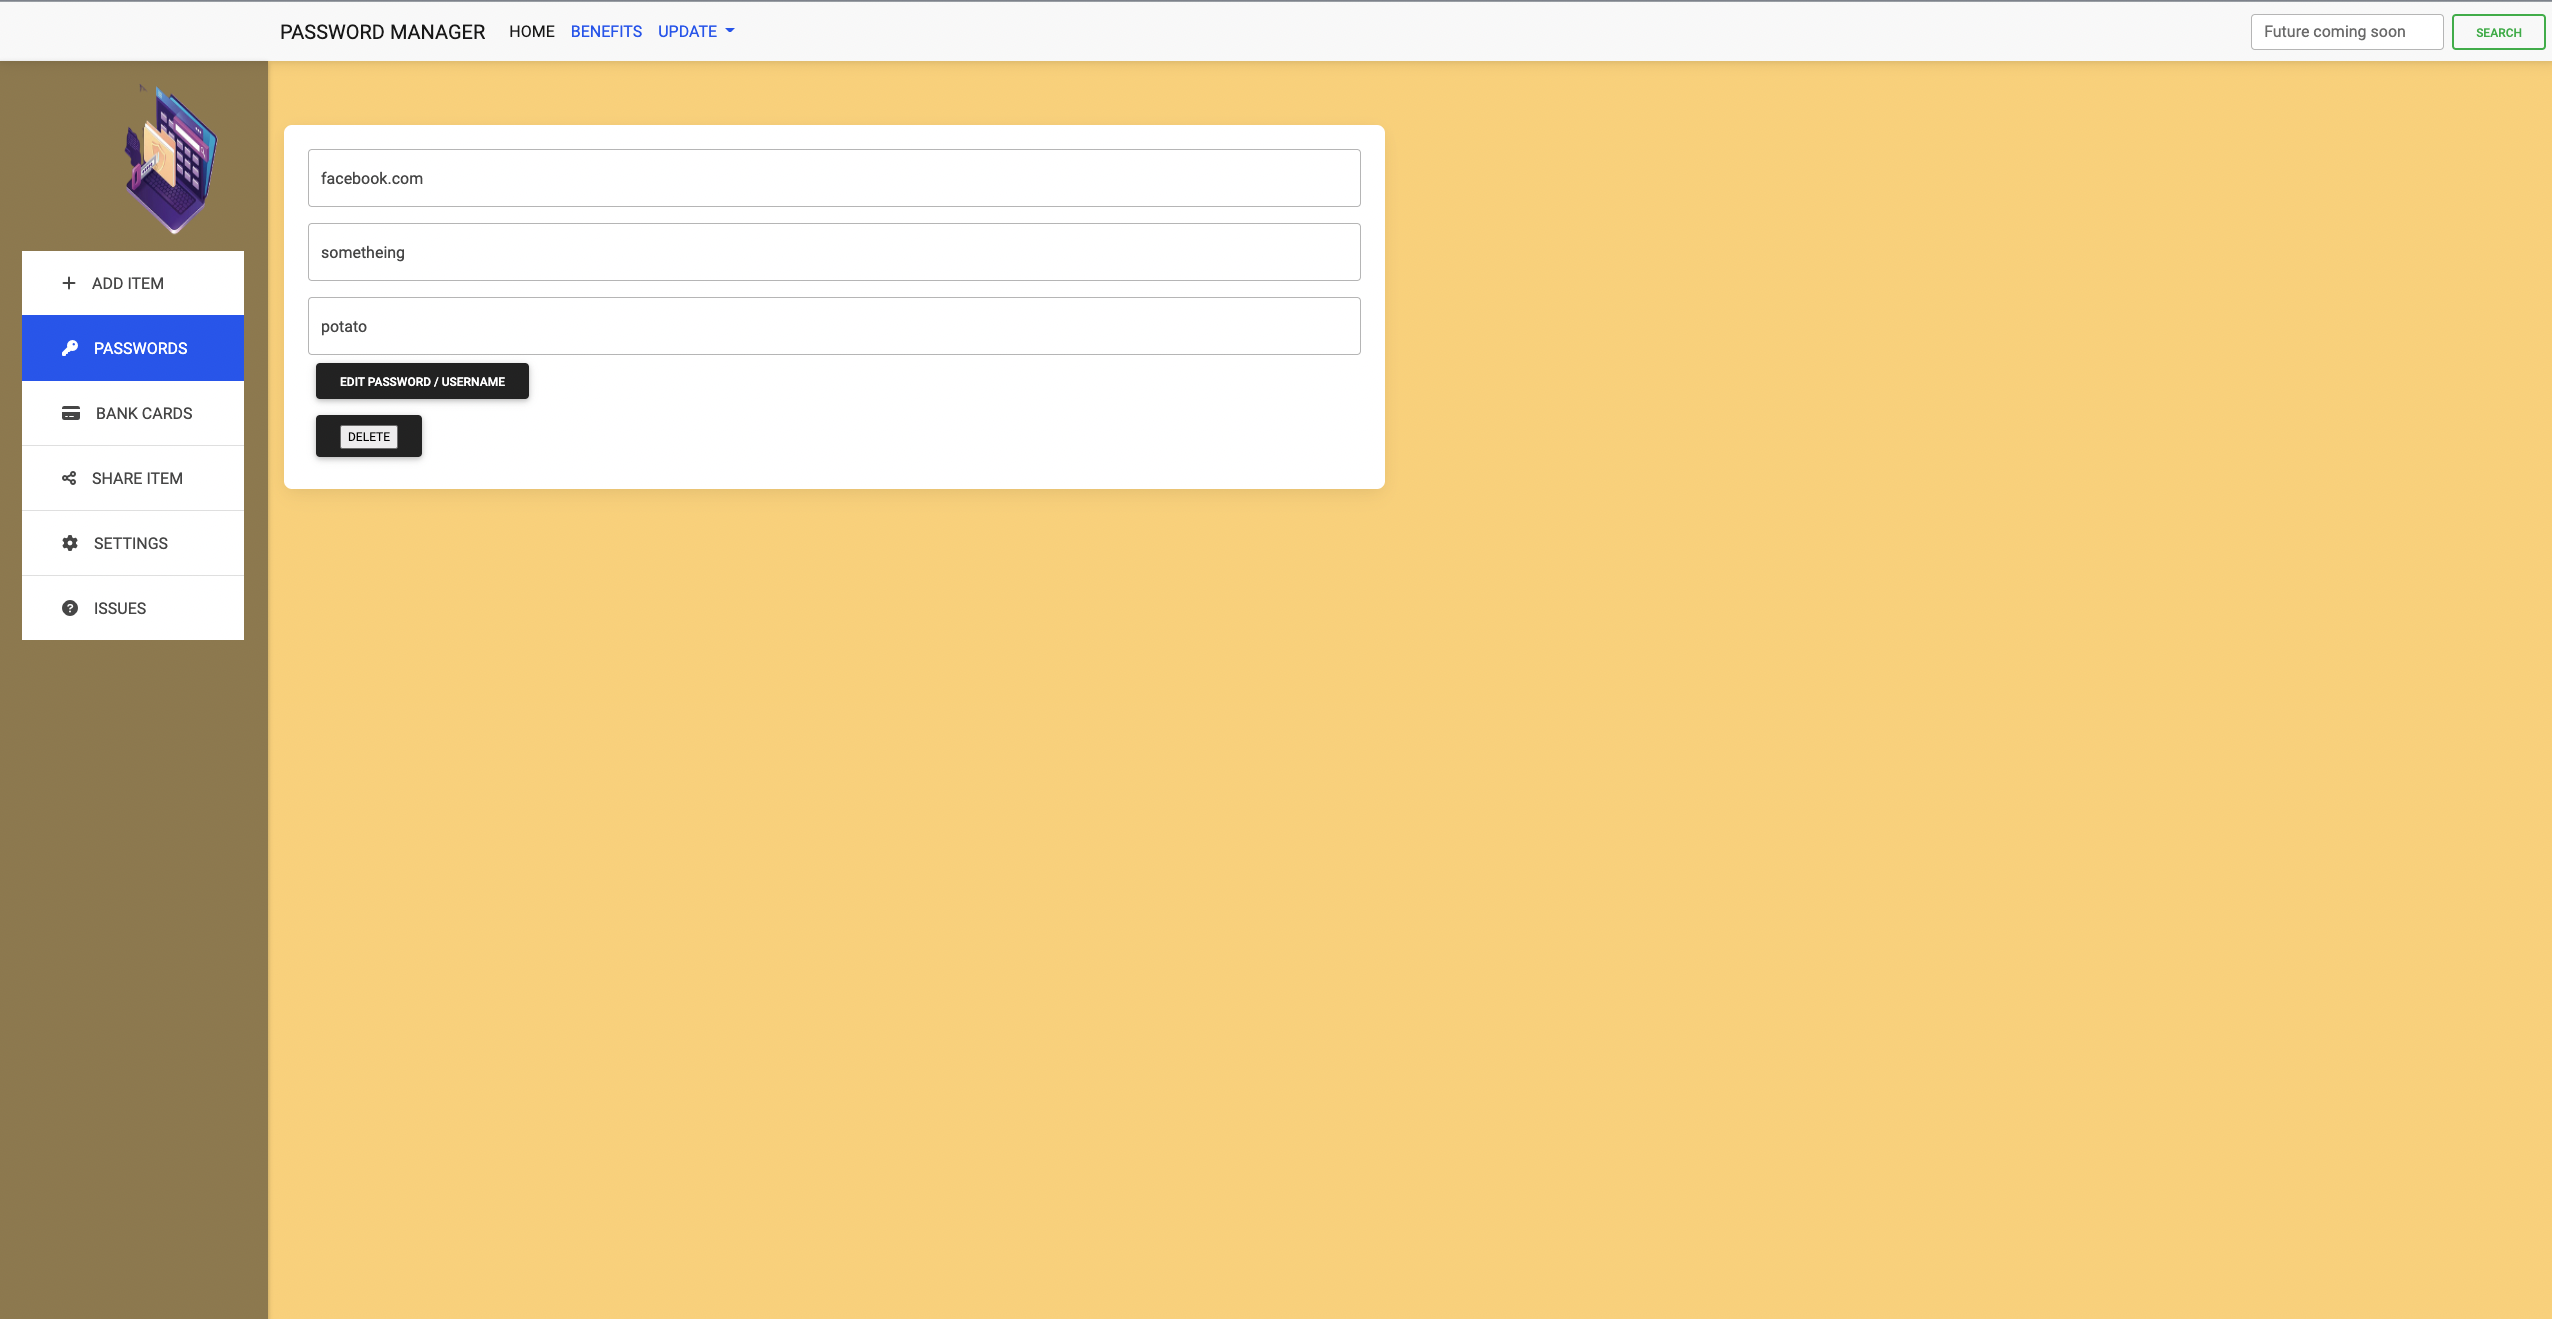 PASSWORD MANAGER HOME BENEFITS UPDATE Future coming soon SEARCH
ADD ITEM
PASSWORDS
BANK CARDS
SHARE ITEM
SETTINGS
ISSUES
facebook.com
sometheing
potato
EDIT PASSWORD / USERNAME
DELETE